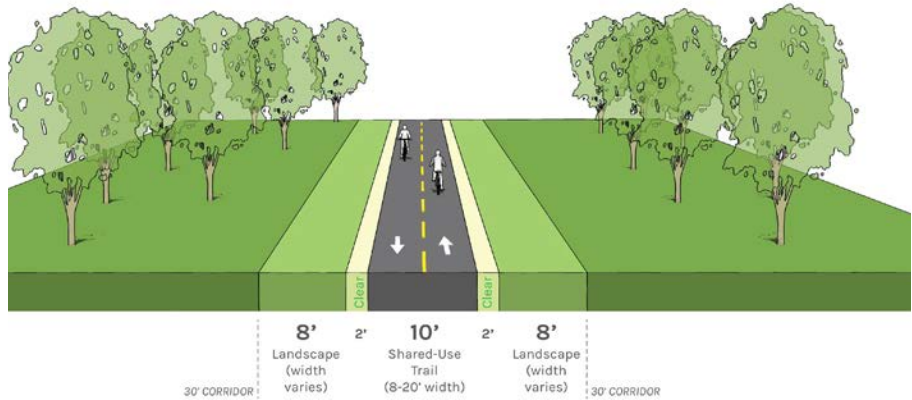 Clear
Clear
8’ 2’ 10’ 2’ 8’
Landscape
(width
varies)
Shared-Use
Trail
(8-20’ width)
Landscape
(width
varies)
30’ CORRIDOR
30’ CORRIDOR